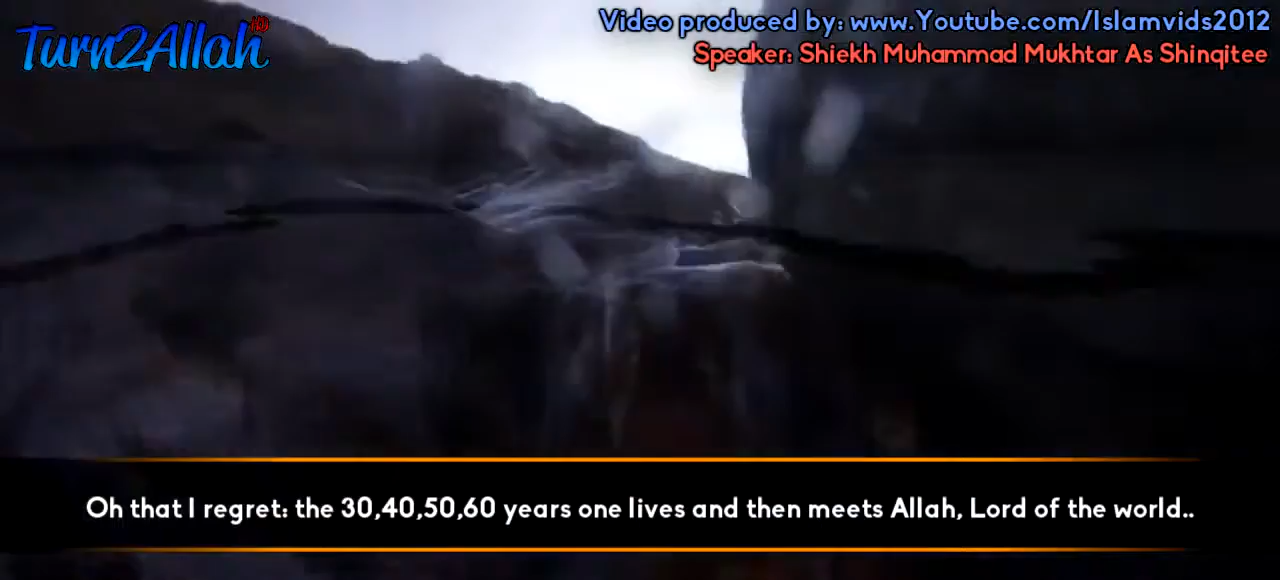 Turn2Allah HD
Video produced by: www.Youtube.com/Islamvids2012
Speaker: Shiekh Muhammad Mukhtar As Shinqitee
Oh that I regret: the 30,40,50,60 years one lives and then meets Allah, Lord of the world..